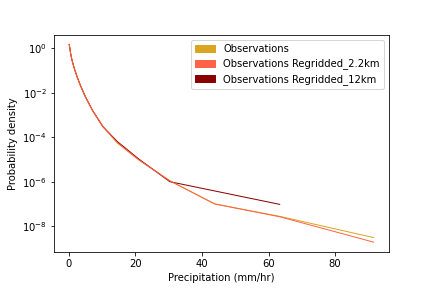 Observations
Observations Regridded_2.2km
Observations Regridded_12km
Probability density
10⁰
10⁻²
10⁻⁴
10⁻⁶
10⁻⁸
0 20 40 60 80
Precipitation (mm/hr)